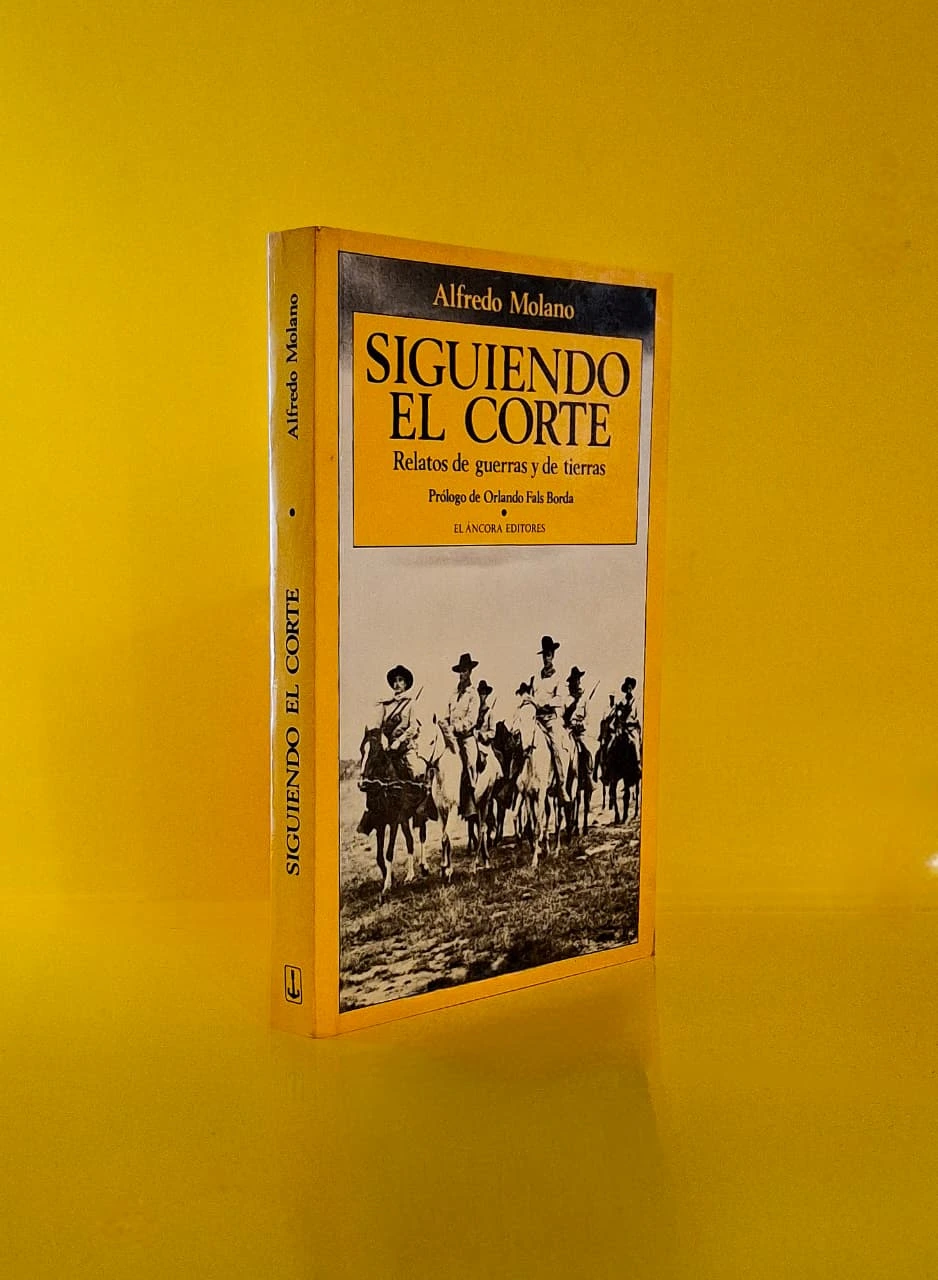 Alfredo Molano
SIGUIENDO
EL CORTE
Relatos de guerras y de tierras
Prólogo de Orlando Fals Borda
•
EL ÁNCORA EDITORES
SIGUIENDO EL CORTE • Alfredo Molano